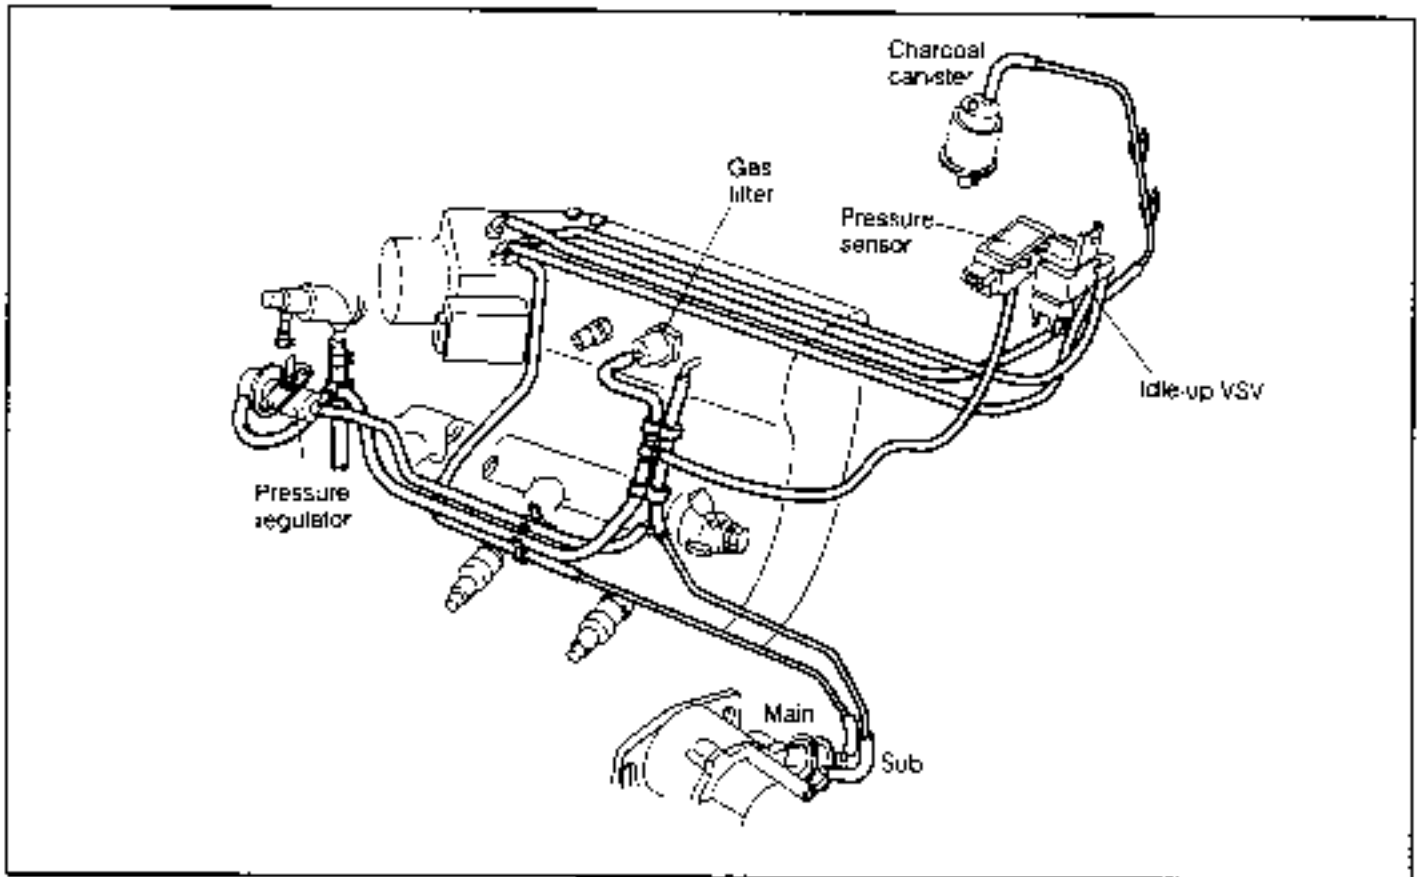 Charcoal
canister
Gas
filter
Pressure
sensor
Idle-up VSV
Pressure
regulator
Main
Sub